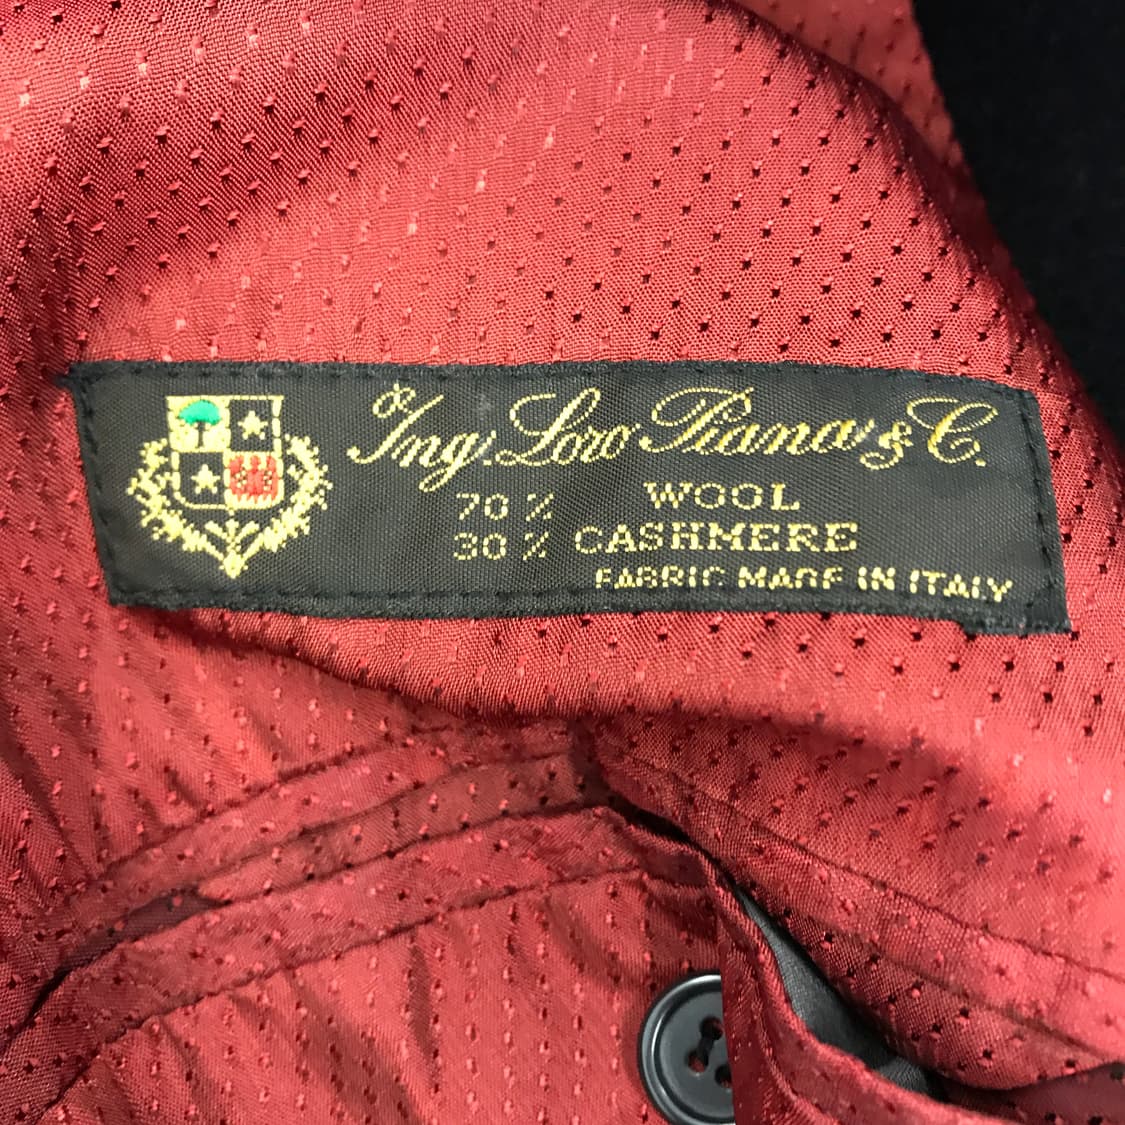 Ing. Loro Piana & C.
70 % WOOL
30 % CASHMERE
FABRIC MADE IN ITALY